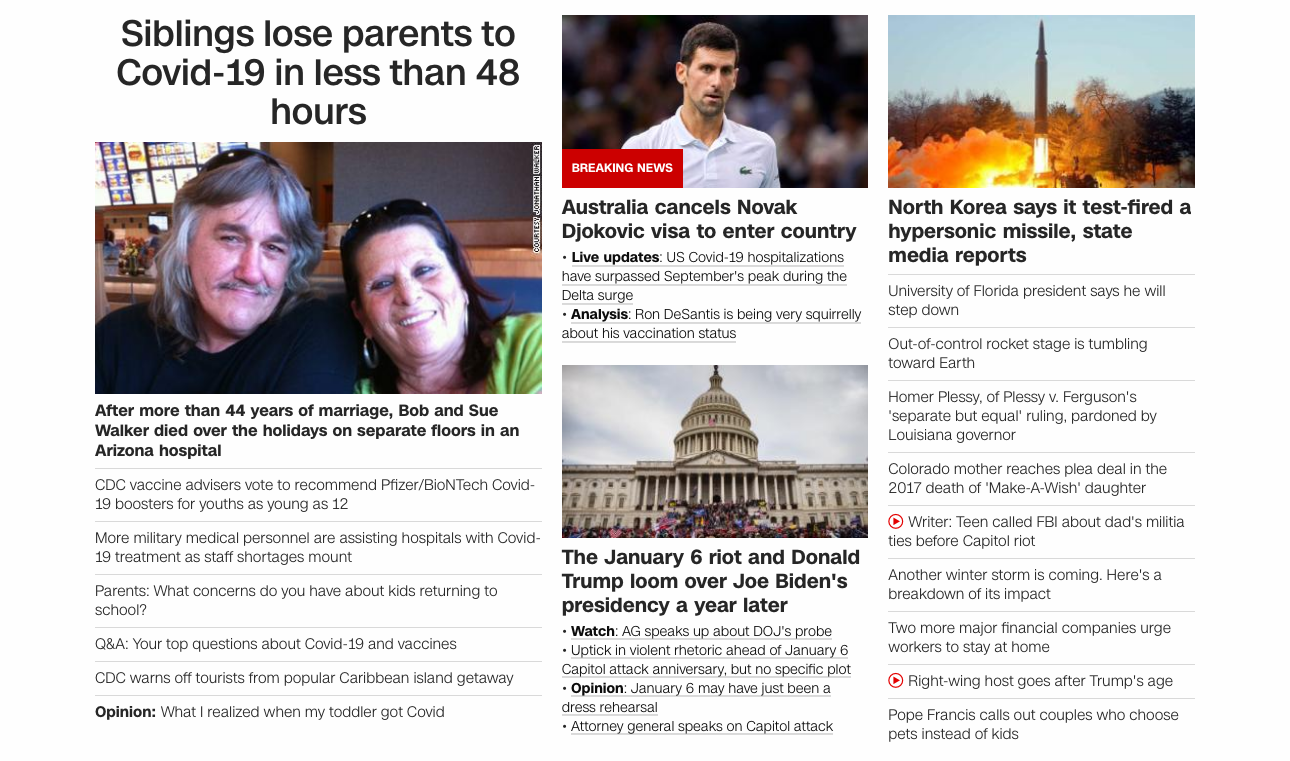 Siblings lose parents to
Covid-19 in less than 48
hours
COURTESY JONATHAN WALKER
After more than 44 years of marriage, Bob and Sue
Walker died over the holidays on separate floors in an
Arizona hospital
CDC vaccine advisers vote to recommend Pfizer/BioNTech Covid-
19 boosters for youths as young as 12
More military medical personnel are assisting hospitals with Covid-
19 treatment as staff shortages mount
Parents: What concerns do you have about kids returning to
school?
Q&A: Your top questions about Covid-19 and vaccines
CDC warns off tourists from popular Caribbean island getaway
Opinion: What I realized when my toddler got Covid
BREAKING NEWS
Australia cancels Novak
Djokovic visa to enter country
• Live updates: US Covid-19 hospitalizations
have surpassed September's peak during the
Delta surge
• Analysis: Ron DeSantis is being very squirrelly
about his vaccination status
The January 6 riot and Donald
Trump loom over Joe Biden's
presidency a year later
• Watch: AG speaks up about DOJ's probe
• Uptick in violent rhetoric ahead of January 6
Capitol attack anniversary, but no specific plot
• Opinion: January 6 may have just been a
dress rehearsal
• Attorney general speaks on Capitol attack
North Korea says it test-fired a
hypersonic missile, state
media reports
University of Florida president says he will
step down
Out-of-control rocket stage is tumbling
toward Earth
Homer Plessy, of Plessy v. Ferguson's
'separate but equal' ruling, pardoned by
Louisiana governor
Colorado mother reaches plea deal in the
2017 death of 'Make-A-Wish' daughter
Writer: Teen called FBI about dad's militia
ties before Capitol riot
Another winter storm is coming. Here's a
breakdown of its impact
Two more major financial companies urge
workers to stay at home
Right-wing host goes after Trump's age
Pope Francis calls out couples who choose
pets instead of kids